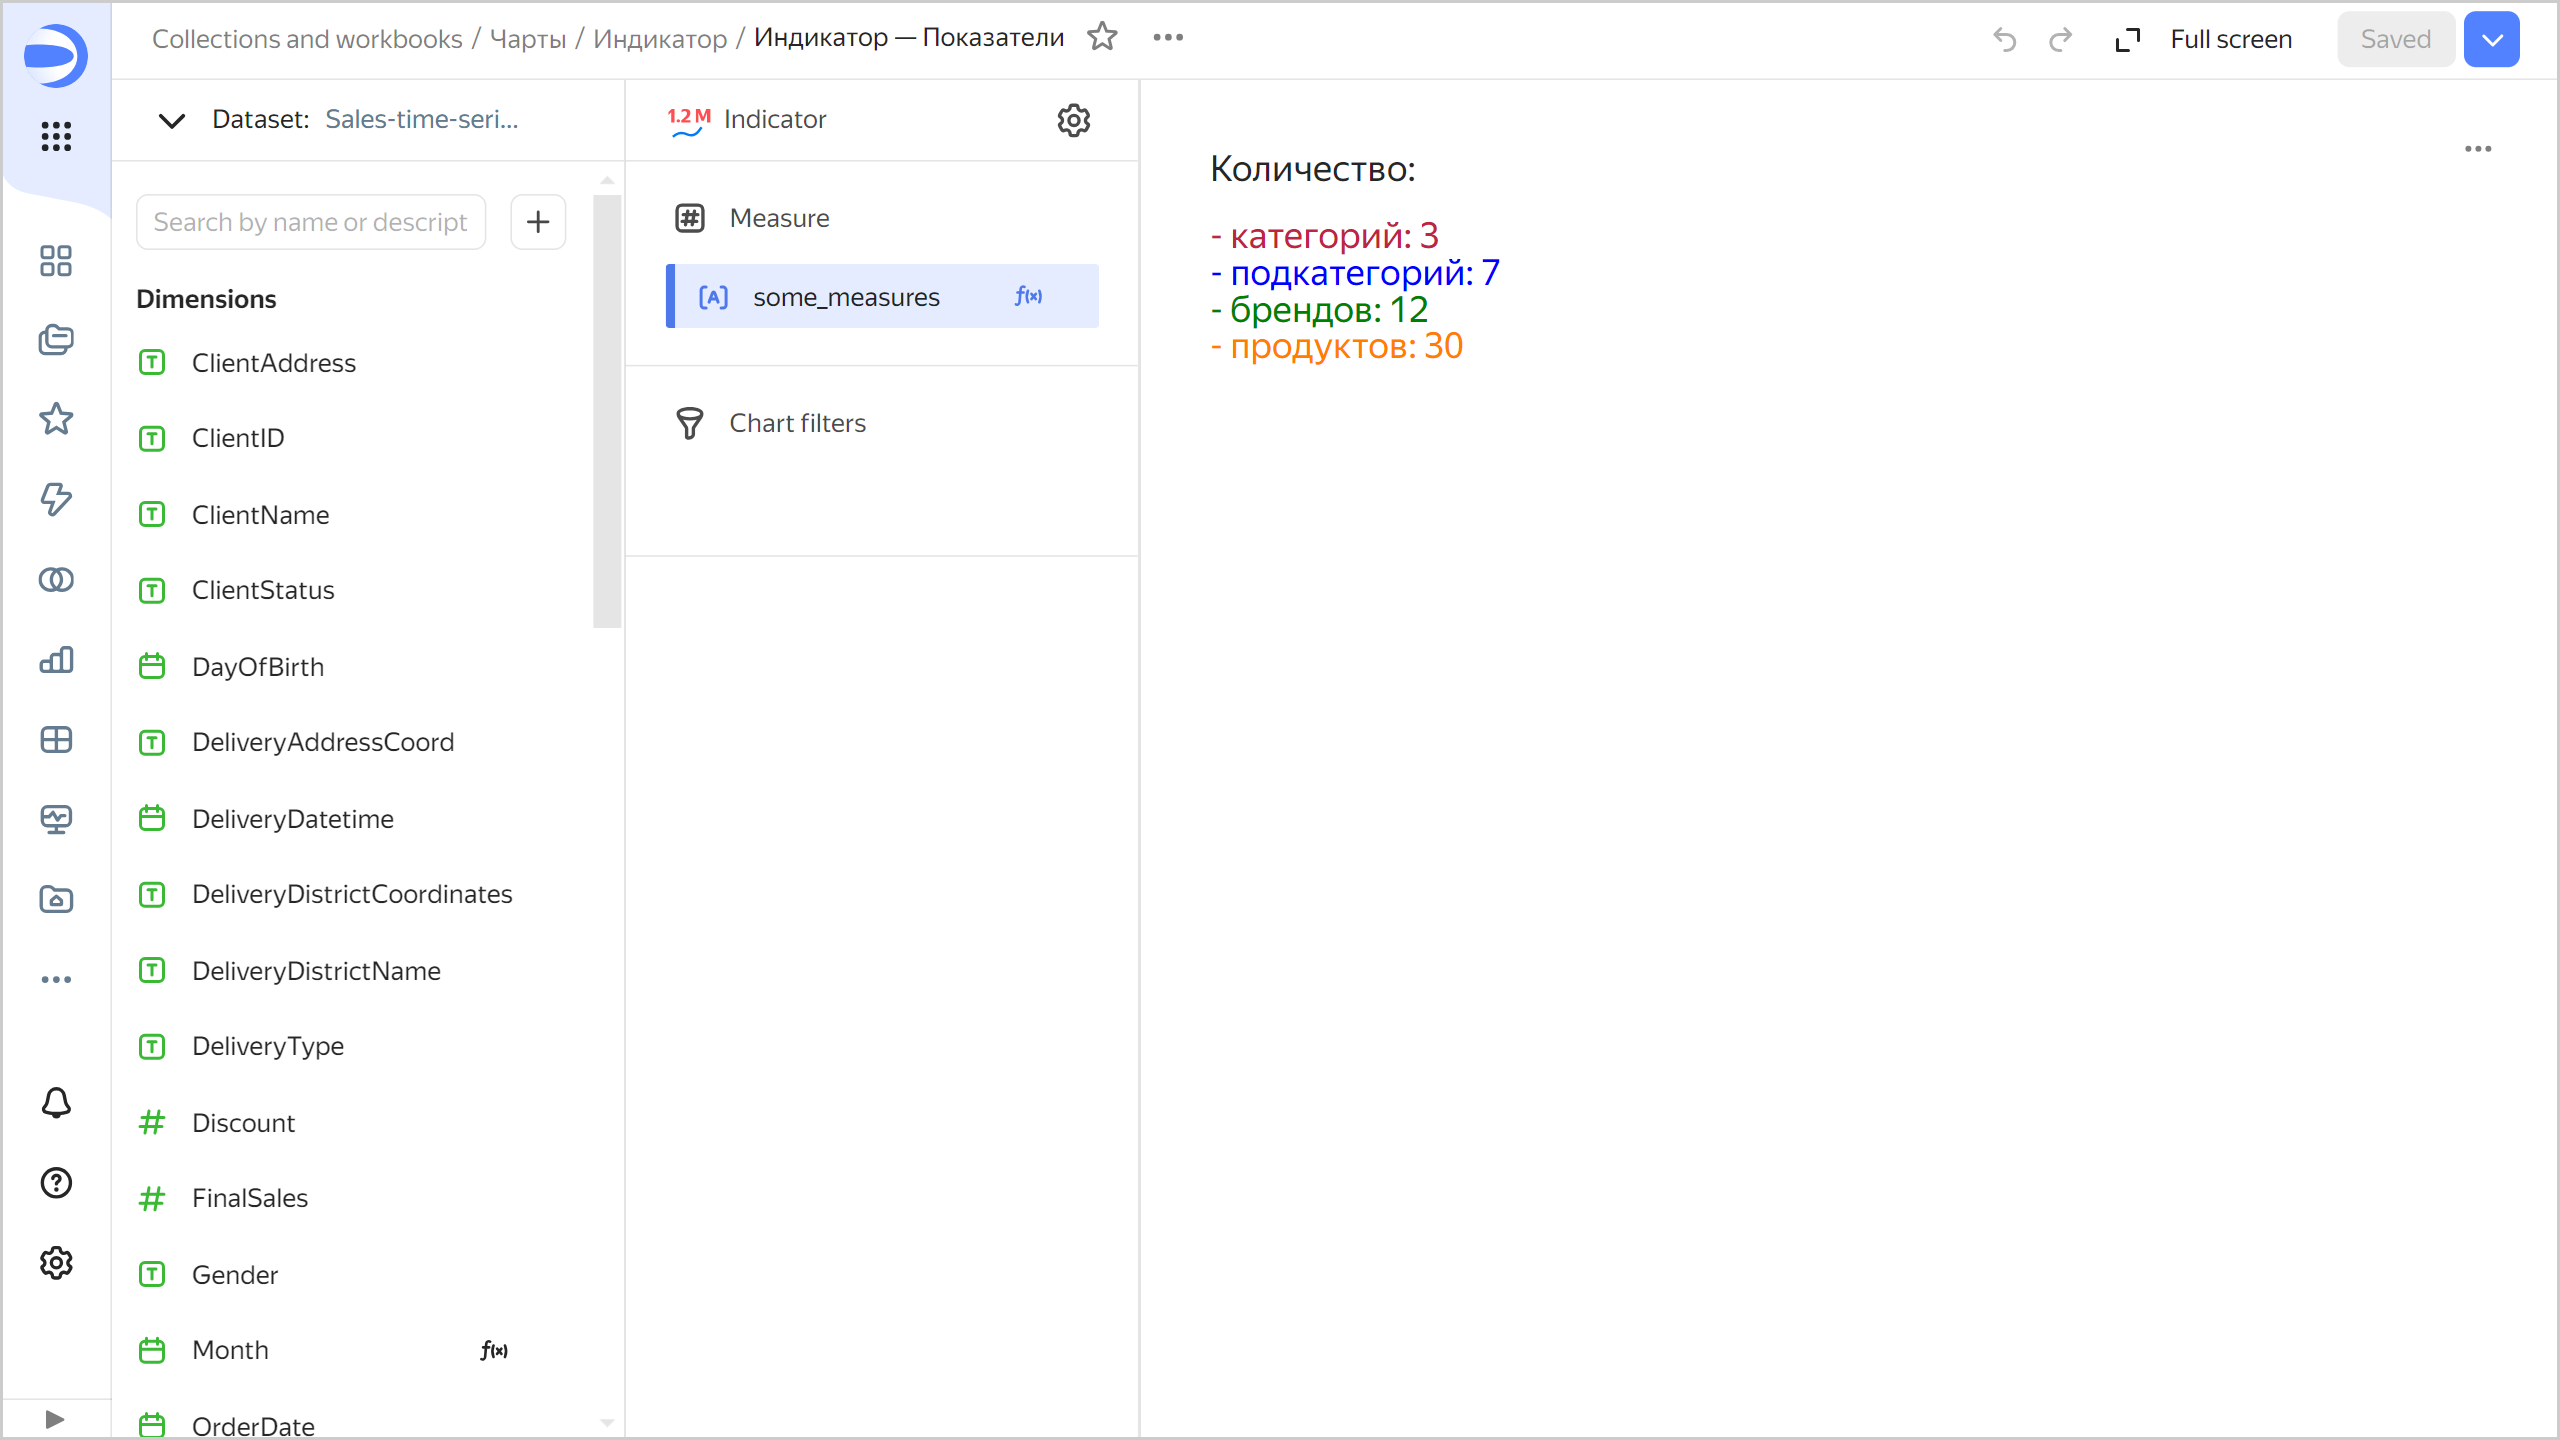 Collections and workbooks / Чарты / Индикатор / Индикатор — Показатели
Full screen
Saved
Dataset: Sales-time-seri...
Search by name or descript
Dimensions
ClientAddress
ClientID
ClientName
ClientStatus
DayOfBirth
DeliveryAddressCoord
DeliveryDatetime
DeliveryDistrictCoordinates
DeliveryDistrictName
DeliveryType
Discount
FinalSales
Gender
Month f(x)
OrderDate
1.2 M Indicator
Measure
[A] some_measures f(x)
Chart filters
Количество:
- категорий: 3
- подкатегорий: 7
- брендов: 12
- продуктов: 30